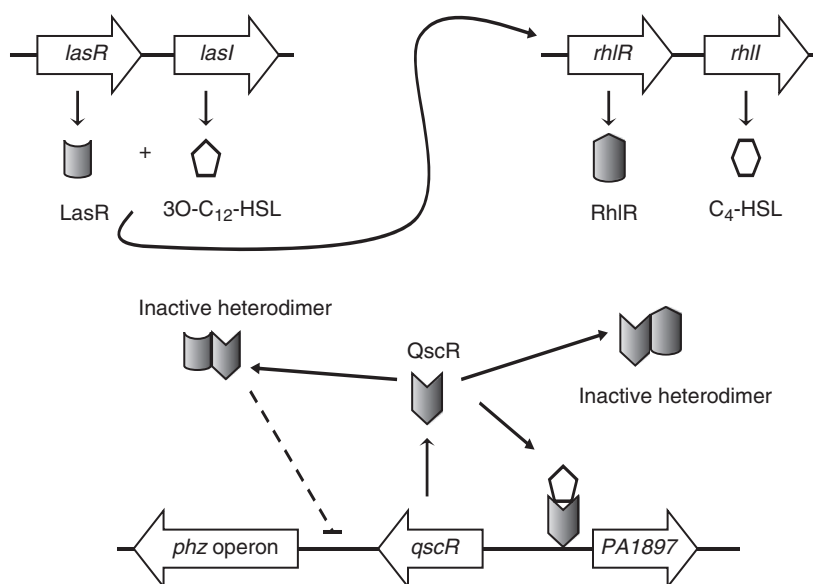 lasR lasI rhlR rhlI
+
LasR 3O-C₁₂-HSL RhlR C₄-HSL
Inactive heterodimer
QscR
Inactive heterodimer
phz operon qscR PA1897